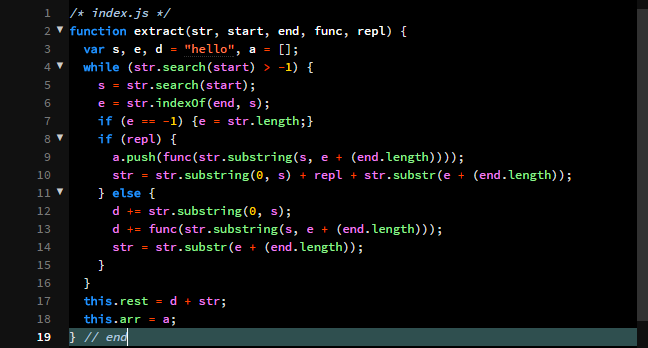 1 /* index.js */
2 ▼ function extract(str, start, end, func, repl) {
3 var s, e, d = "hello", a = [];
4 ▼ while (str.search(start) > -1) {
5 s = str.search(start);
6 e = str.indexOf(end, s);
7 if (e == -1) {e = str.length;}
8 ▼ if (repl) {
9 a.push(func(str.substring(s, e + (end.length))));
10 str = str.substring(0, s) + repl + str.substr(e + (end.length));
11 ▼ } else {
12 d += str.substring(0, s);
13 d += func(str.substring(s, e + (end.length)));
14 str = str.substr(e + (end.length));
15 }
16 }
17 this.rest = d + str;
18 this.arr = a;
19 } // end